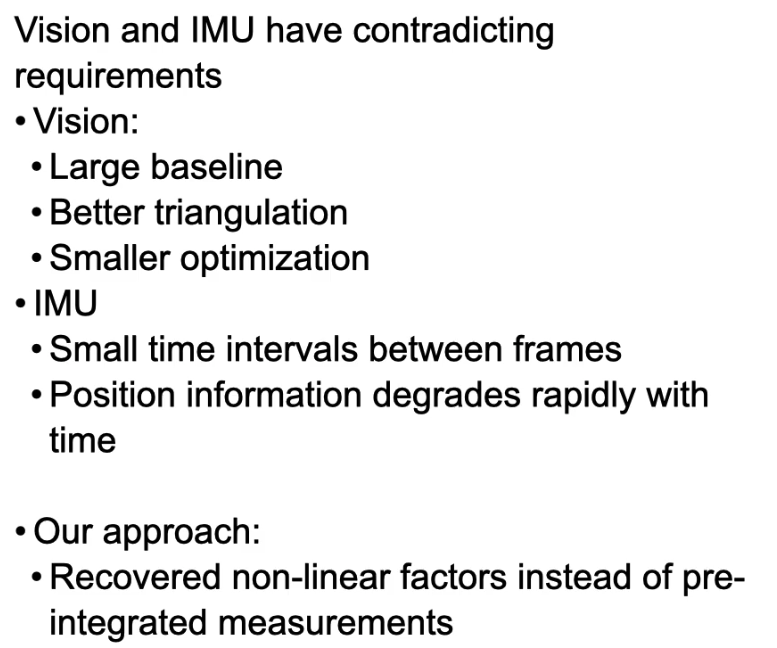 Vision and IMU have contradicting
requirements
• Vision:
• Large baseline
• Better triangulation
• Smaller optimization
• IMU
• Small time intervals between frames
• Position information degrades rapidly with
time
• Our approach:
• Recovered non-linear factors instead of pre-
integrated measurements